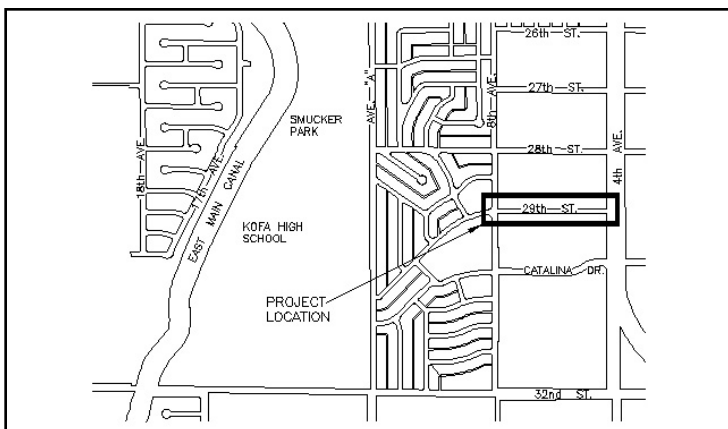 26th ST.
AVE. "A"
8th AVE.
27th ST.
SMUCKER
PARK
28th ST.
4th AVE.
18th AVE.
17th AVE.
EAST MAIN CANAL
29th ST.
KOFA HIGH
SCHOOL
CATALINA DR.
PROJECT
LOCATION
32nd ST.